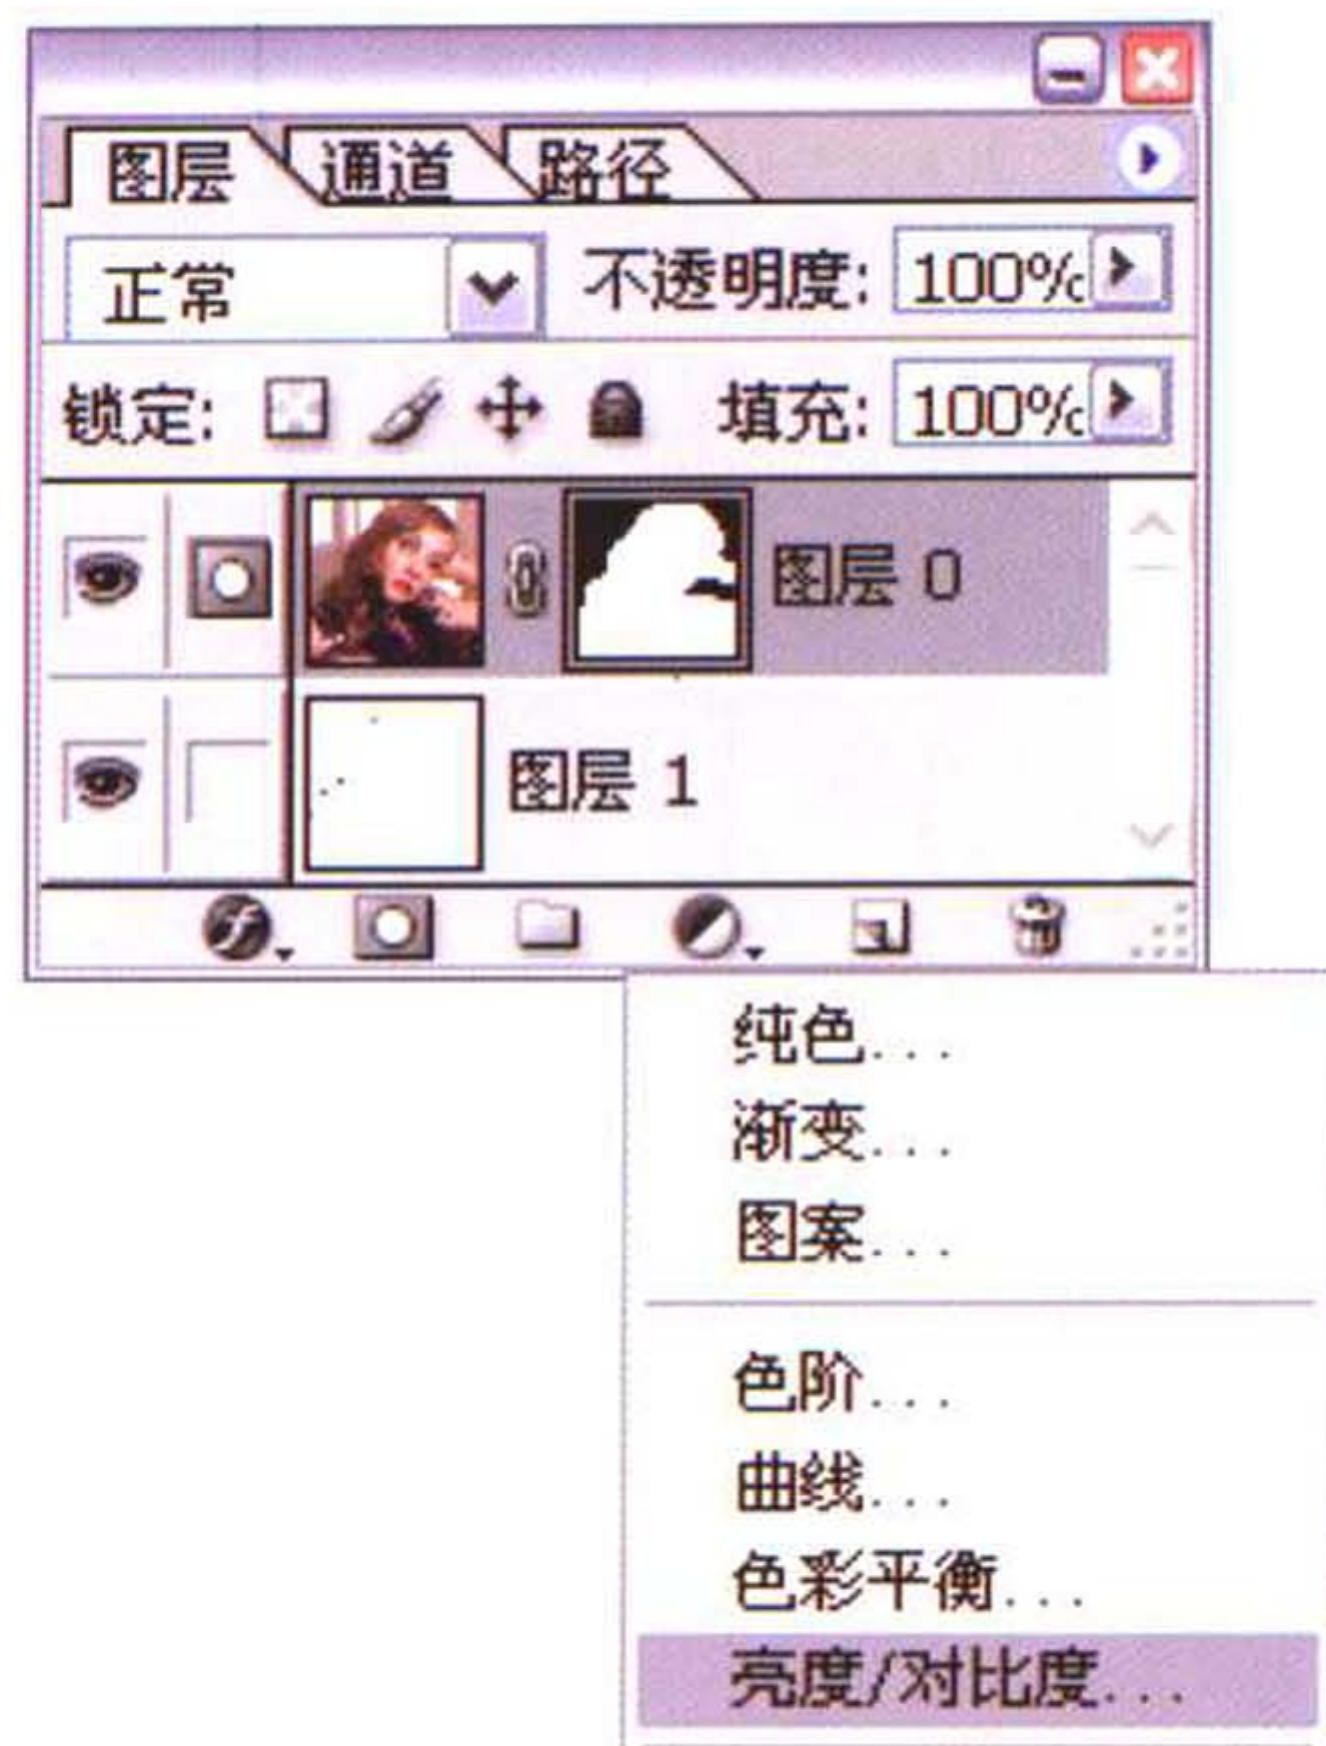 图层 通道 路径
正常 不透明度: 100%
锁定: 填充: 100%
图层 0
图层 1
纯色...
渐变...
图案...
色阶...
曲线...
色彩平衡...
亮度/对比度...